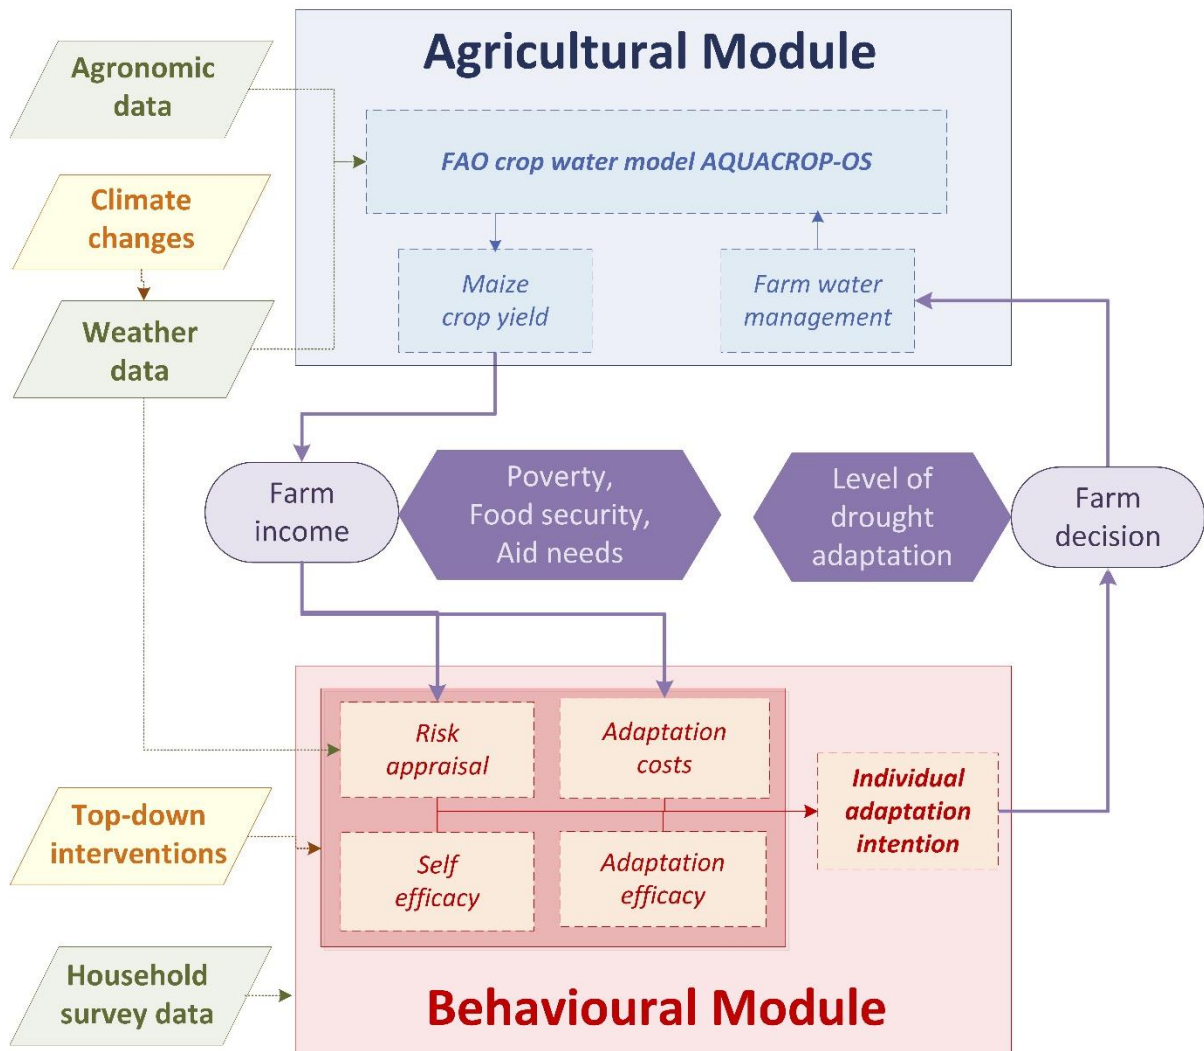 Agricultural Module
Agronomic
data
FAO crop water model AQUACROP-OS
Climate
changes
Maize
crop yield
Farm water
management
Weather
data
Farm
income
Poverty,
Food security,
Aid needs
Level of
drought
adaptation
Farm
decision
Risk
appraisal
Adaptation
costs
Individual
adaptation
intention
Top-down
interventions
Self
efficacy
Adaptation
efficacy
Household
survey data
Behavioural Module